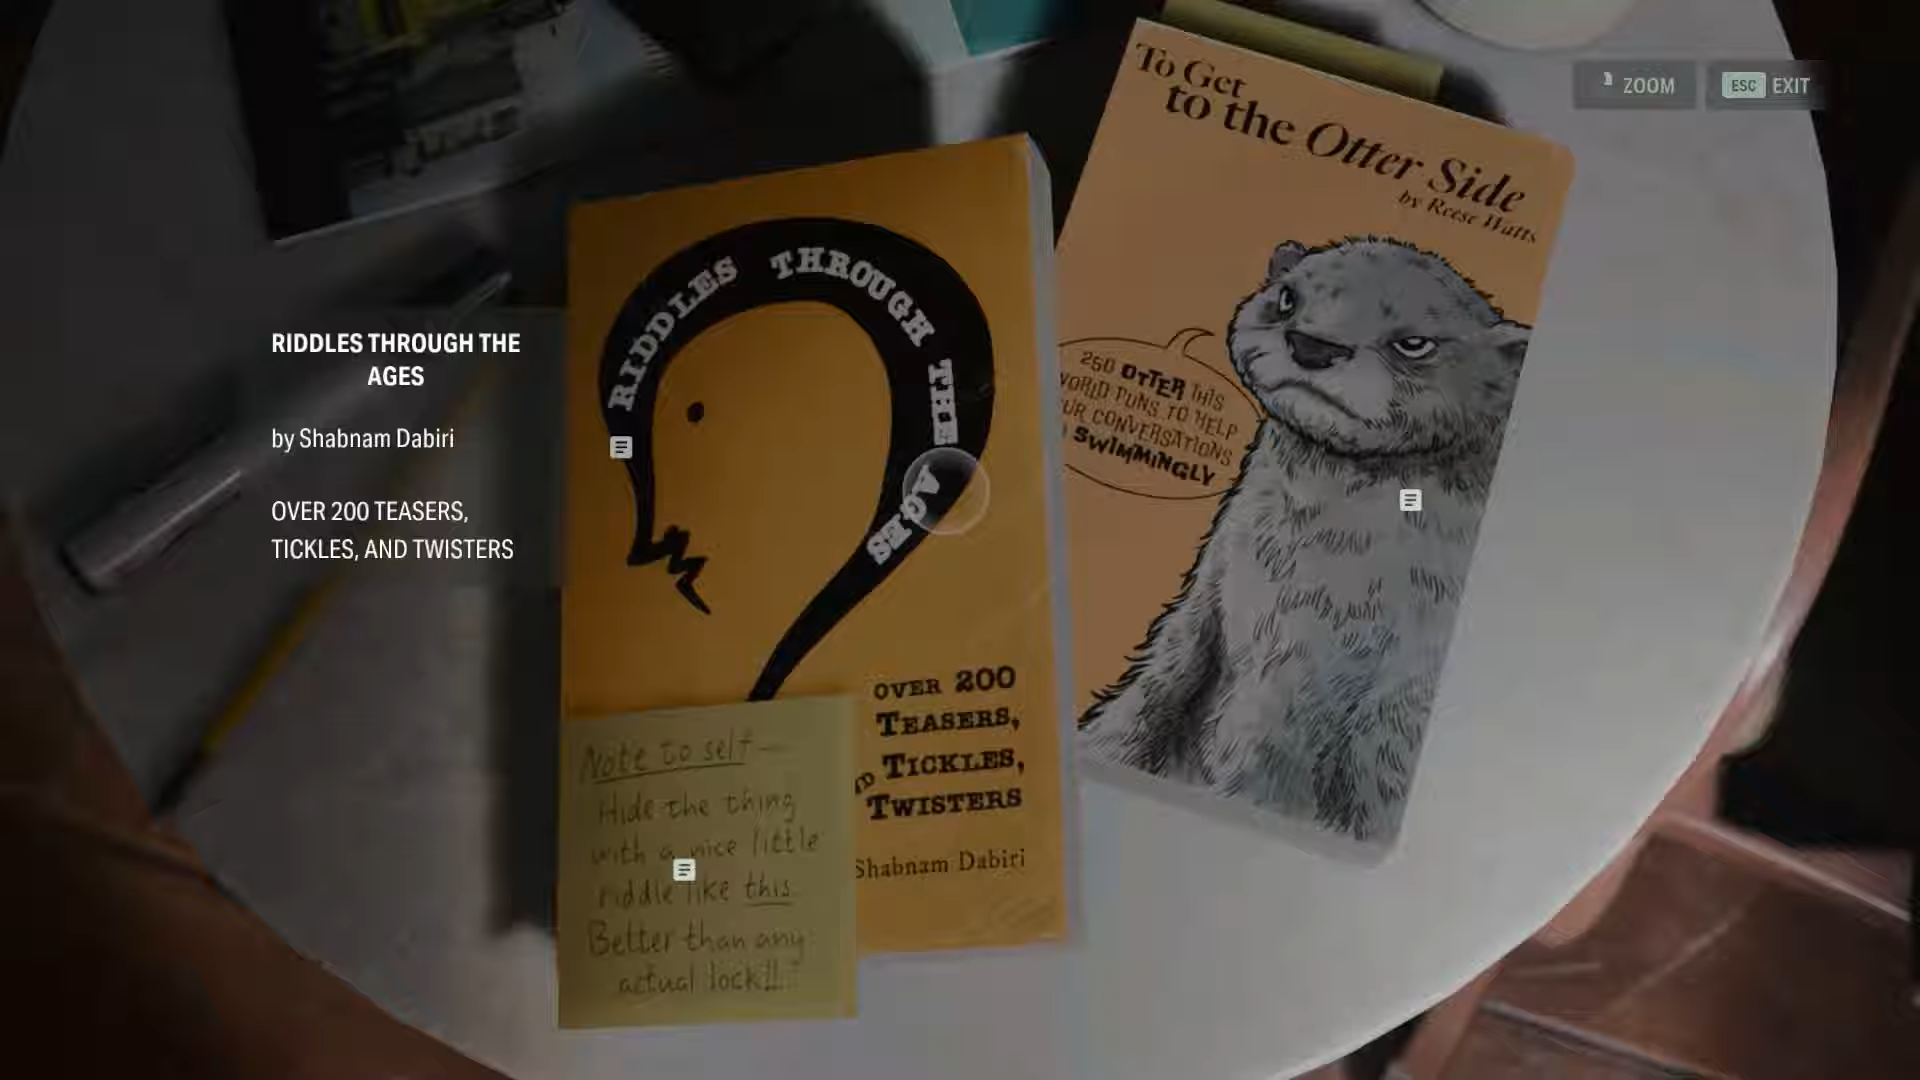 ZOOM
ESC EXIT
RIDDLES THROUGH THE
AGES
by Shabnam Dabiri
OVER 200 TEASERS,
TICKLES, AND TWISTERS
RIDDLES THROUGH THE AGES
OVER 200
TEASERS,
TICKLES,
TWISTERS
Shabnam Dabiri
Note to self—
Hide the thing
with a nice little
riddle like this.
Better than any
actual lock!!
To Get
to the Otter Side
by Reese Watts
250 OTTER THIS
PUNS TO HELP
CONVERSATIONS
SWIMMINGLY